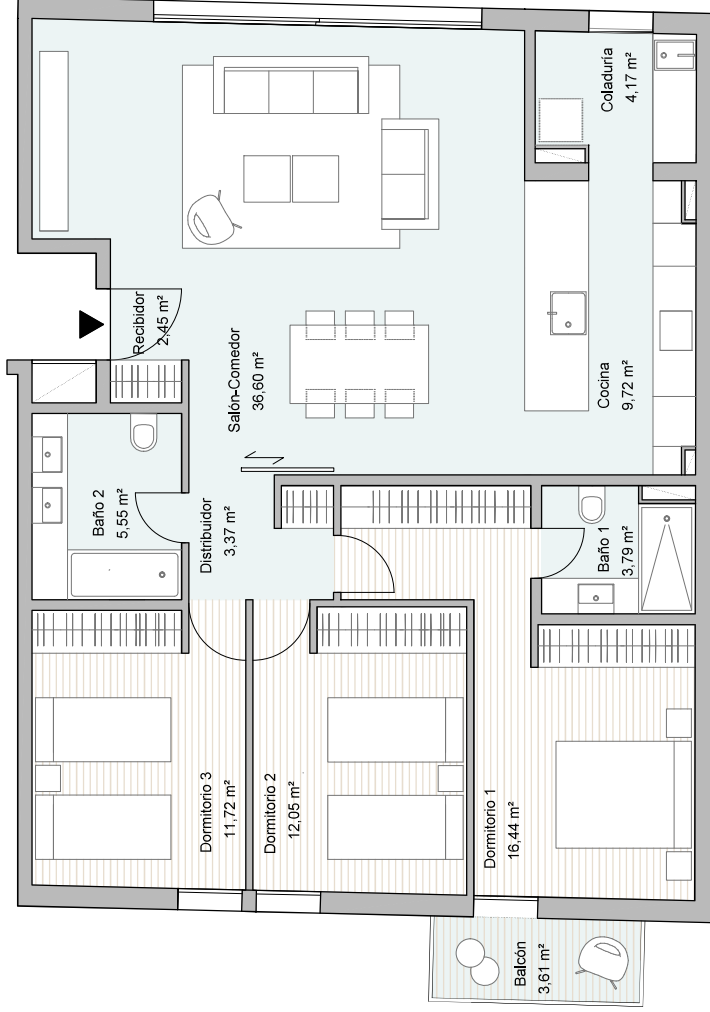 Coladuría
4,17 m²
Recibidor
2,45 m²
Salón-Comedor
36,60 m²
Cocina
9,72 m²
Baño 2
5,55 m²
Distribuidor
3,37 m²
Baño 1
3,79 m²
Dormitorio 3
11,72 m²
Dormitorio 2
12,05 m²
Dormitorio 1
16,44 m²
Balcón
3,61 m²